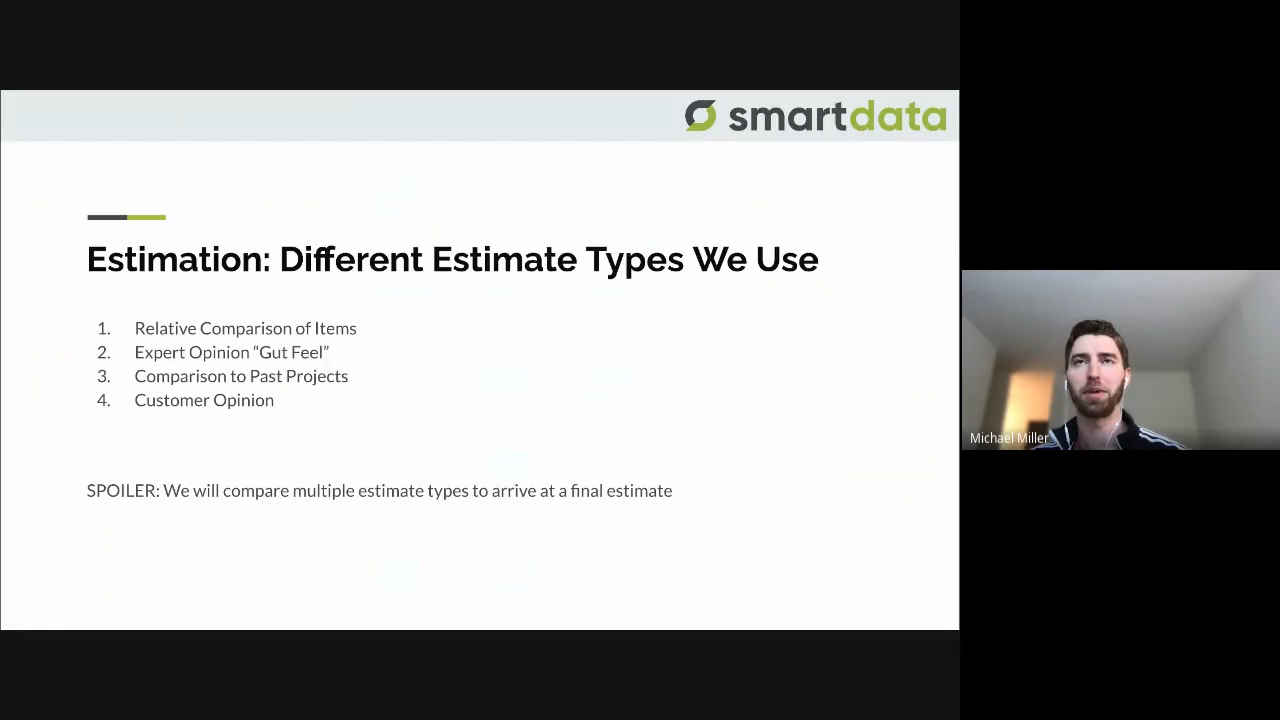 smartdata
Estimation: Different Estimate Types We Use
1. Relative Comparison of Items
2. Expert Opinion “Gut Feel”
3. Comparison to Past Projects
4. Customer Opinion
SPOILER: We will compare multiple estimate types to arrive at a final estimate
Michael Miller